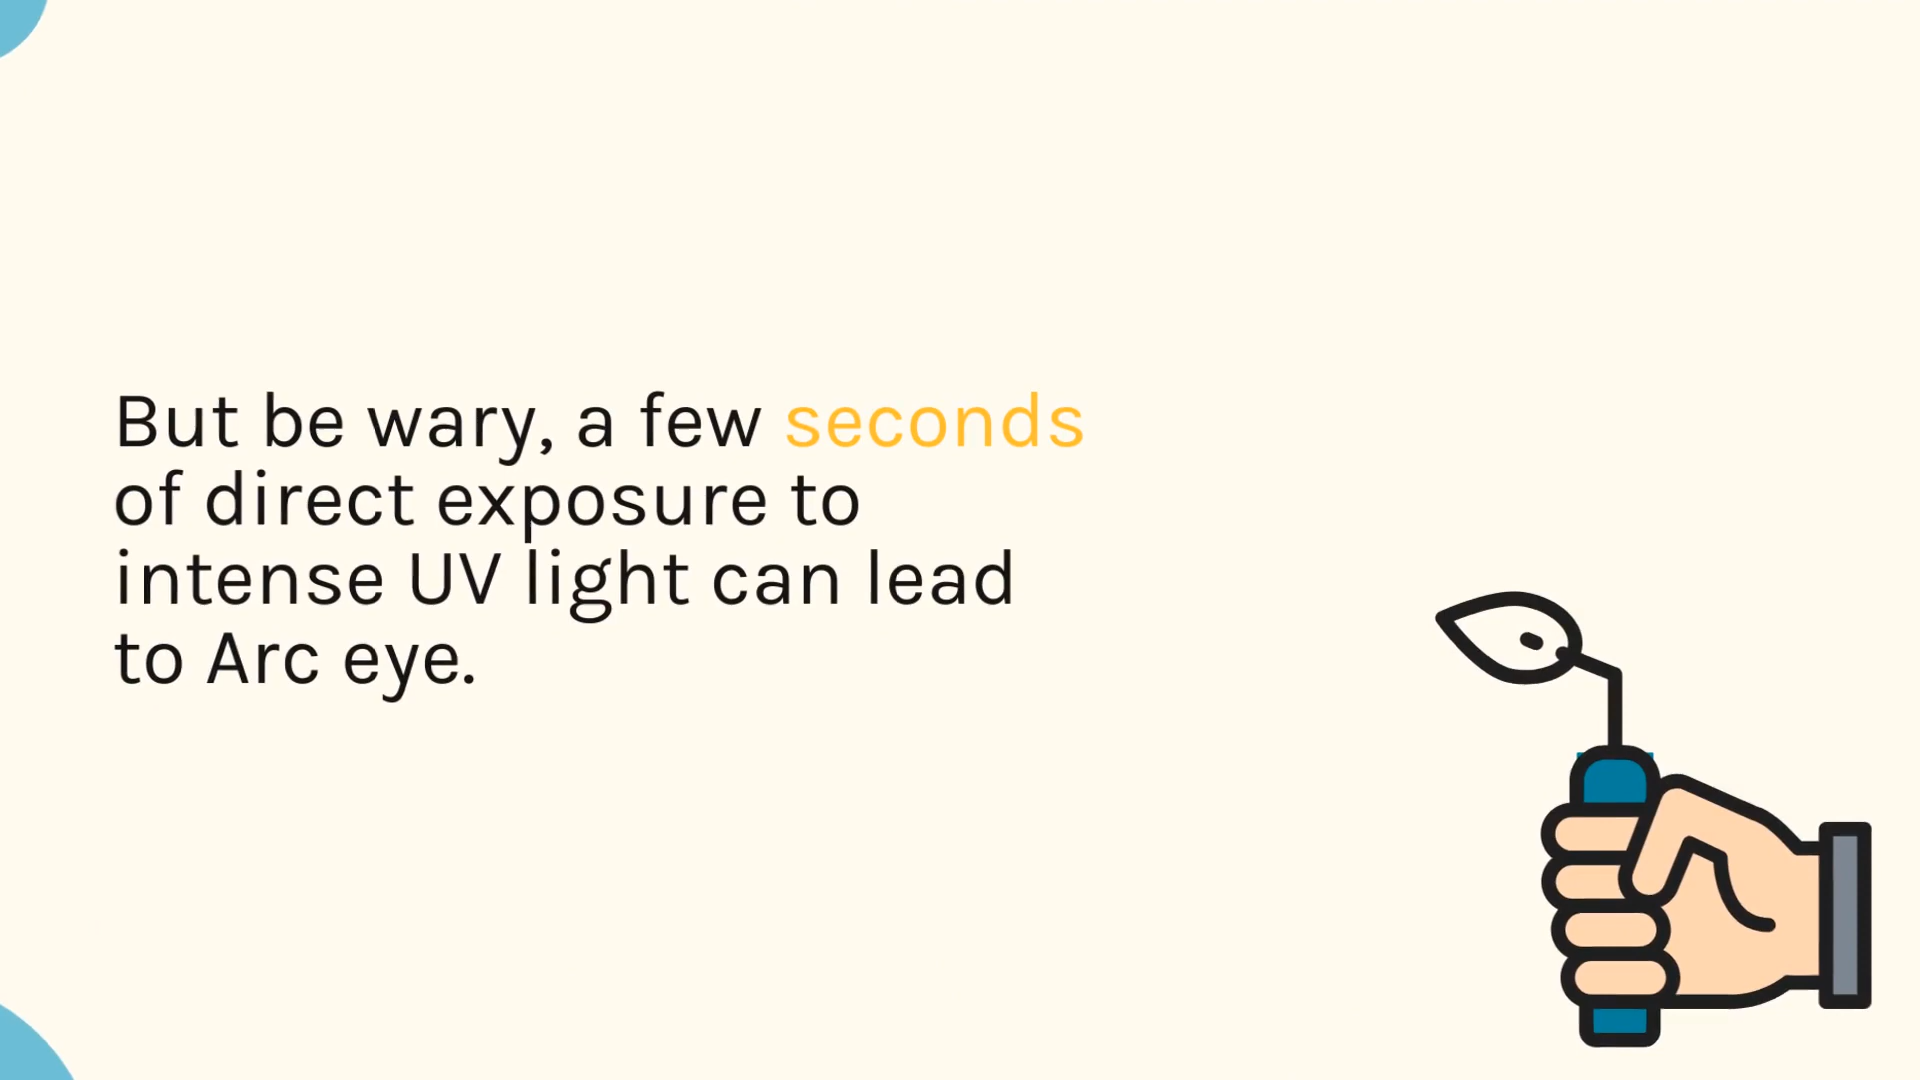 But be wary, a few seconds
of direct exposure to
intense UV light can lead
to Arc eye.